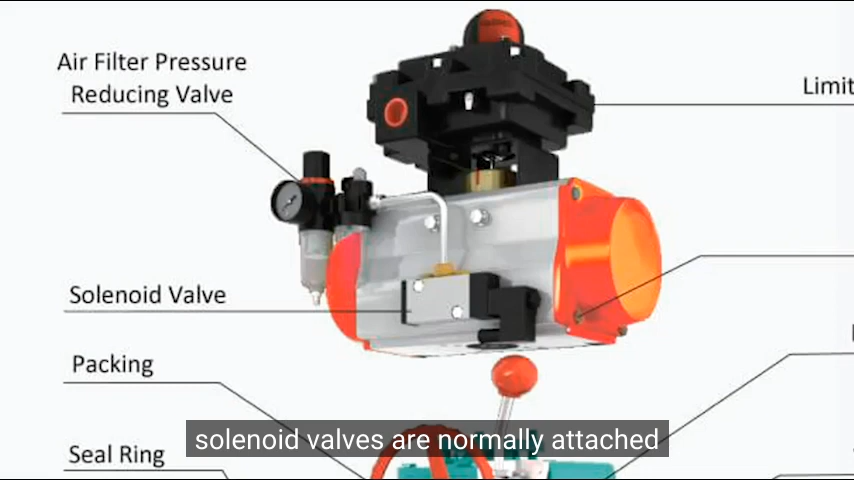 Air Filter Pressure
Reducing Valve
Limit
Solenoid Valve
Packing
solenoid valves are normally attached
Seal Ring